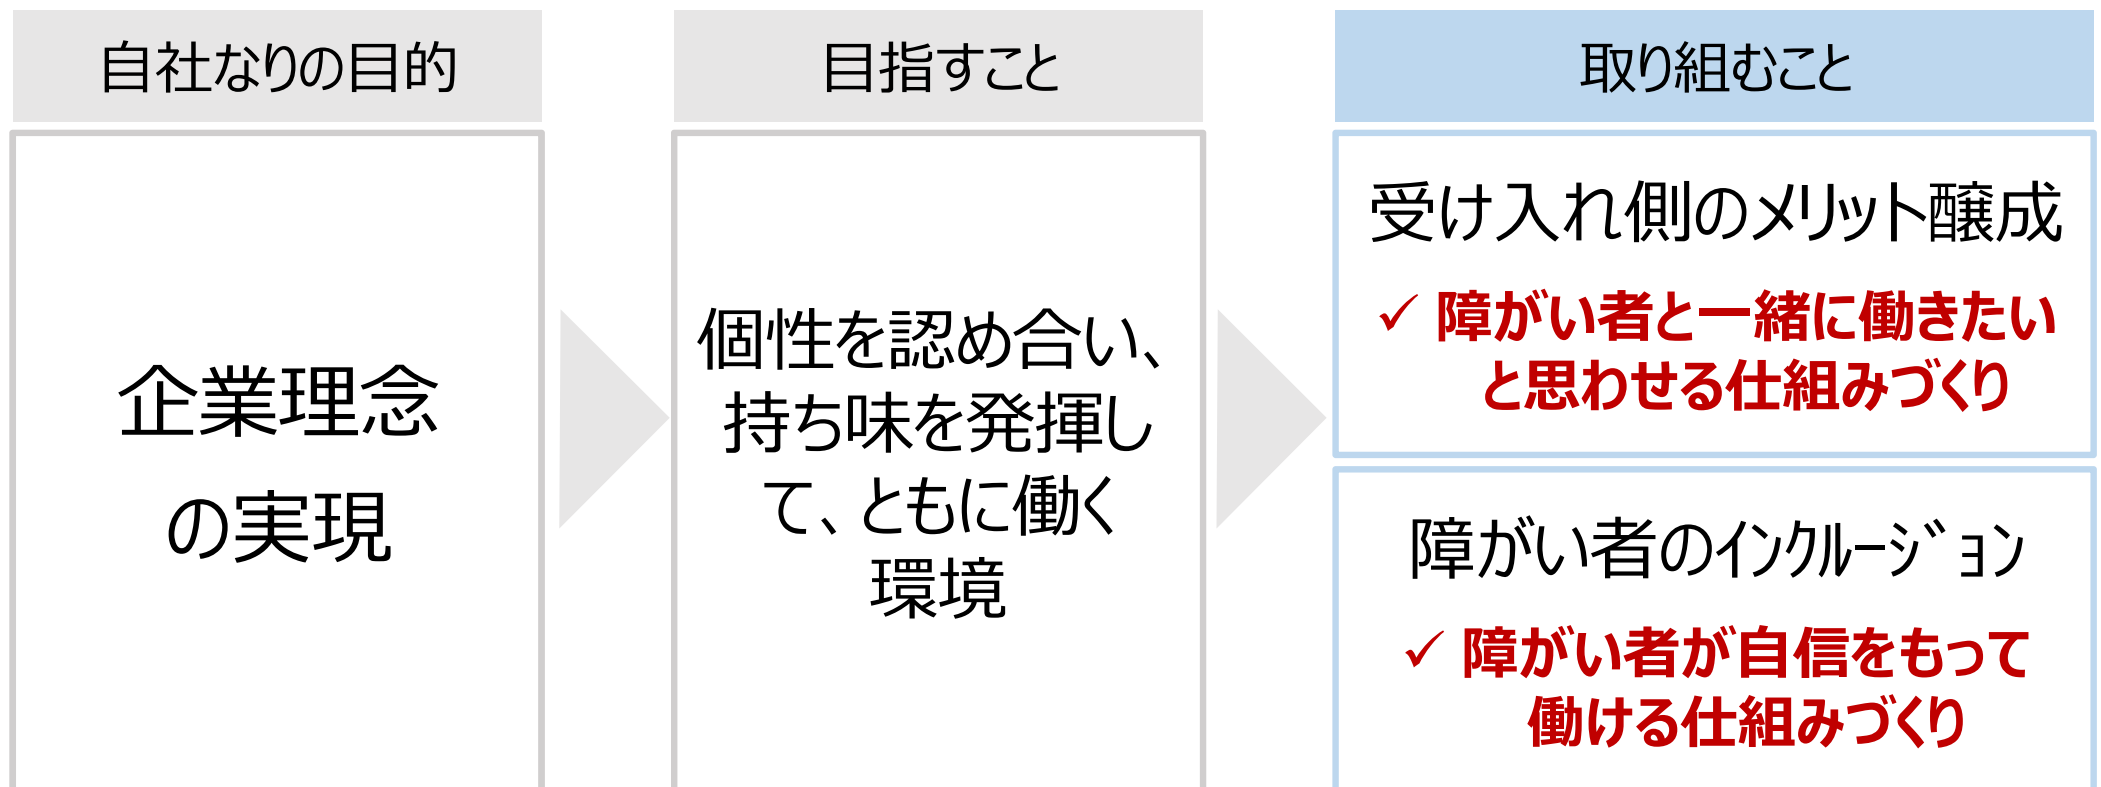 自社なりの目的
企業理念
の実現
目指すこと
個性を認め合い、
持ち味を発揮し
て、ともに働く
環境
取り組むこと
受け入れ側のメリット醸成
✓ 障がい者と一緒に働きたい
と思わせる仕組みづくり
障がい者のｲﾝｸﾙｰｼﾞｮﾝ
✓ 障がい者が自信をもって
働ける仕組みづくり